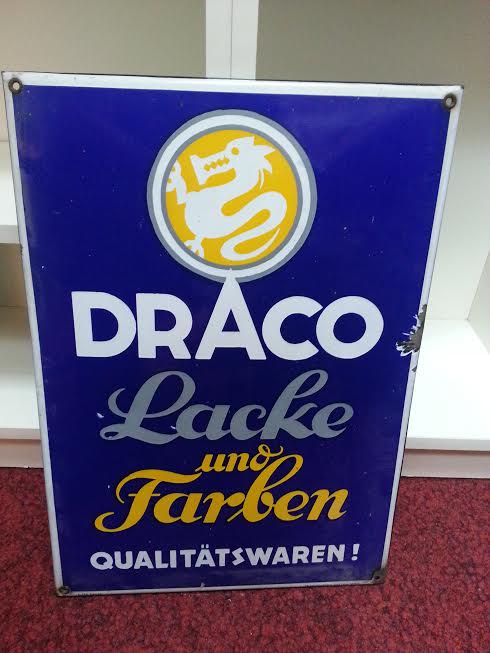 DRACO
Lacke
und
Farben
QUALITÄTSWAREN!